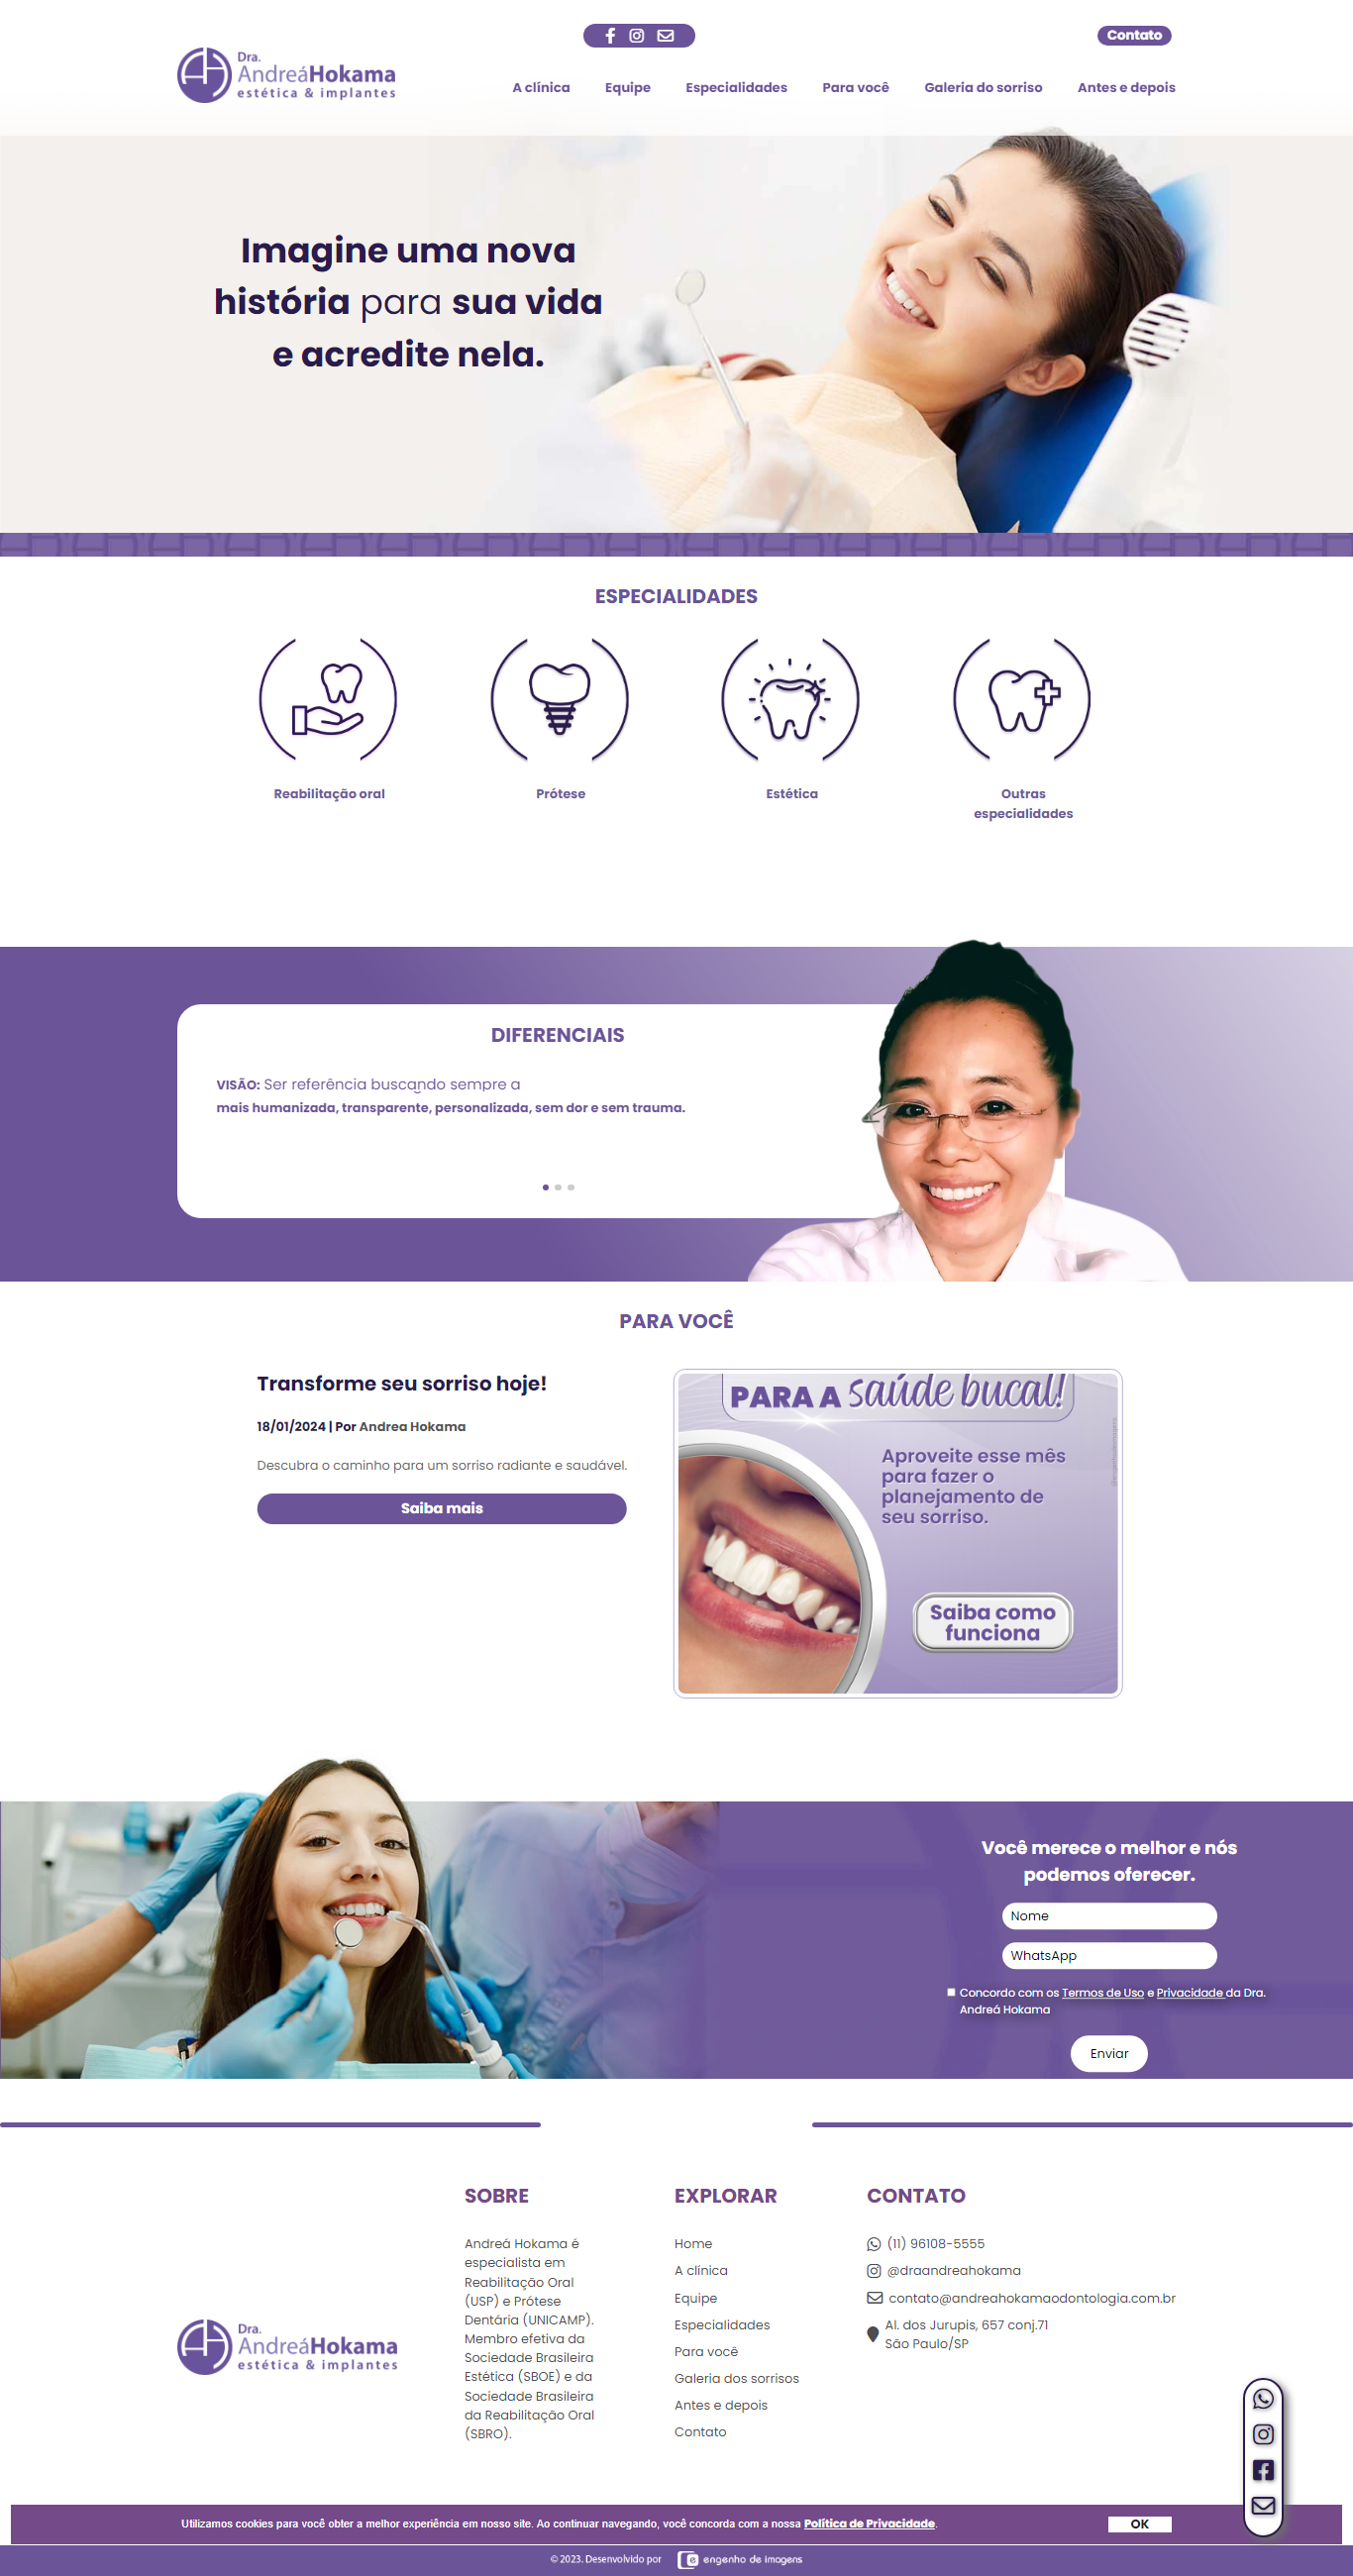 Contato
Dra.
AndreáHokama
estética & implantes
A clínica
Equipe
Especialidades
Para você
Galeria do sorriso
Antes e depois
Imagine uma nova
história para sua vida
e acredite nela.
ESPECIALIDADES
Reabilitação oral
Prótese
Estética
Outras
especialidades
DIFERENCIAIS
VISÃO: Ser referência buscando sempre a
mais humanizada, transparente, personalizada, sem dor e sem trauma.
PARA VOCÊ
Transforme seu sorriso hoje!
18/01/2024 | Por Andrea Hokama
Descubra o caminho para um sorriso radiante e saudável.
Saiba mais
PARA A saúde bucal!
Aproveite esse mês
para fazer o
planejamento de
seu sorriso.
Saiba como
funciona
Você merece o melhor e nós
podemos oferecer.
Nome
WhatsApp
Concordo com os Termos de Uso e Privacidade da Dra.
Andreá Hokama
Enviar
Dra.
AndreáHokama
estética & implantes
SOBRE
Andreá Hokama é
especialista em
Reabilitação Oral
(USP) e Prótese
Dentária (UNICAMP).
Membro efetiva da
Sociedade Brasileira
Estética (SBOE) e da
Sociedade Brasileira
da Reabilitação Oral
(SBRO).
EXPLORAR
Home
A clínica
Equipe
Especialidades
Para você
Galeria dos sorrisos
Antes e depois
Contato
CONTATO
(11) 96108-5555
@draandreahokama
contato@andreahokamaodontologia.com.br
Al. dos Jurupis, 657 conj.71
São Paulo/SP
Utilizamos cookies para você obter a melhor experiência em nosso site. Ao continuar navegando, você concorda com a nossa Política de Privacidade.
OK
© 2023. Desenvolvido por engenho de imagens